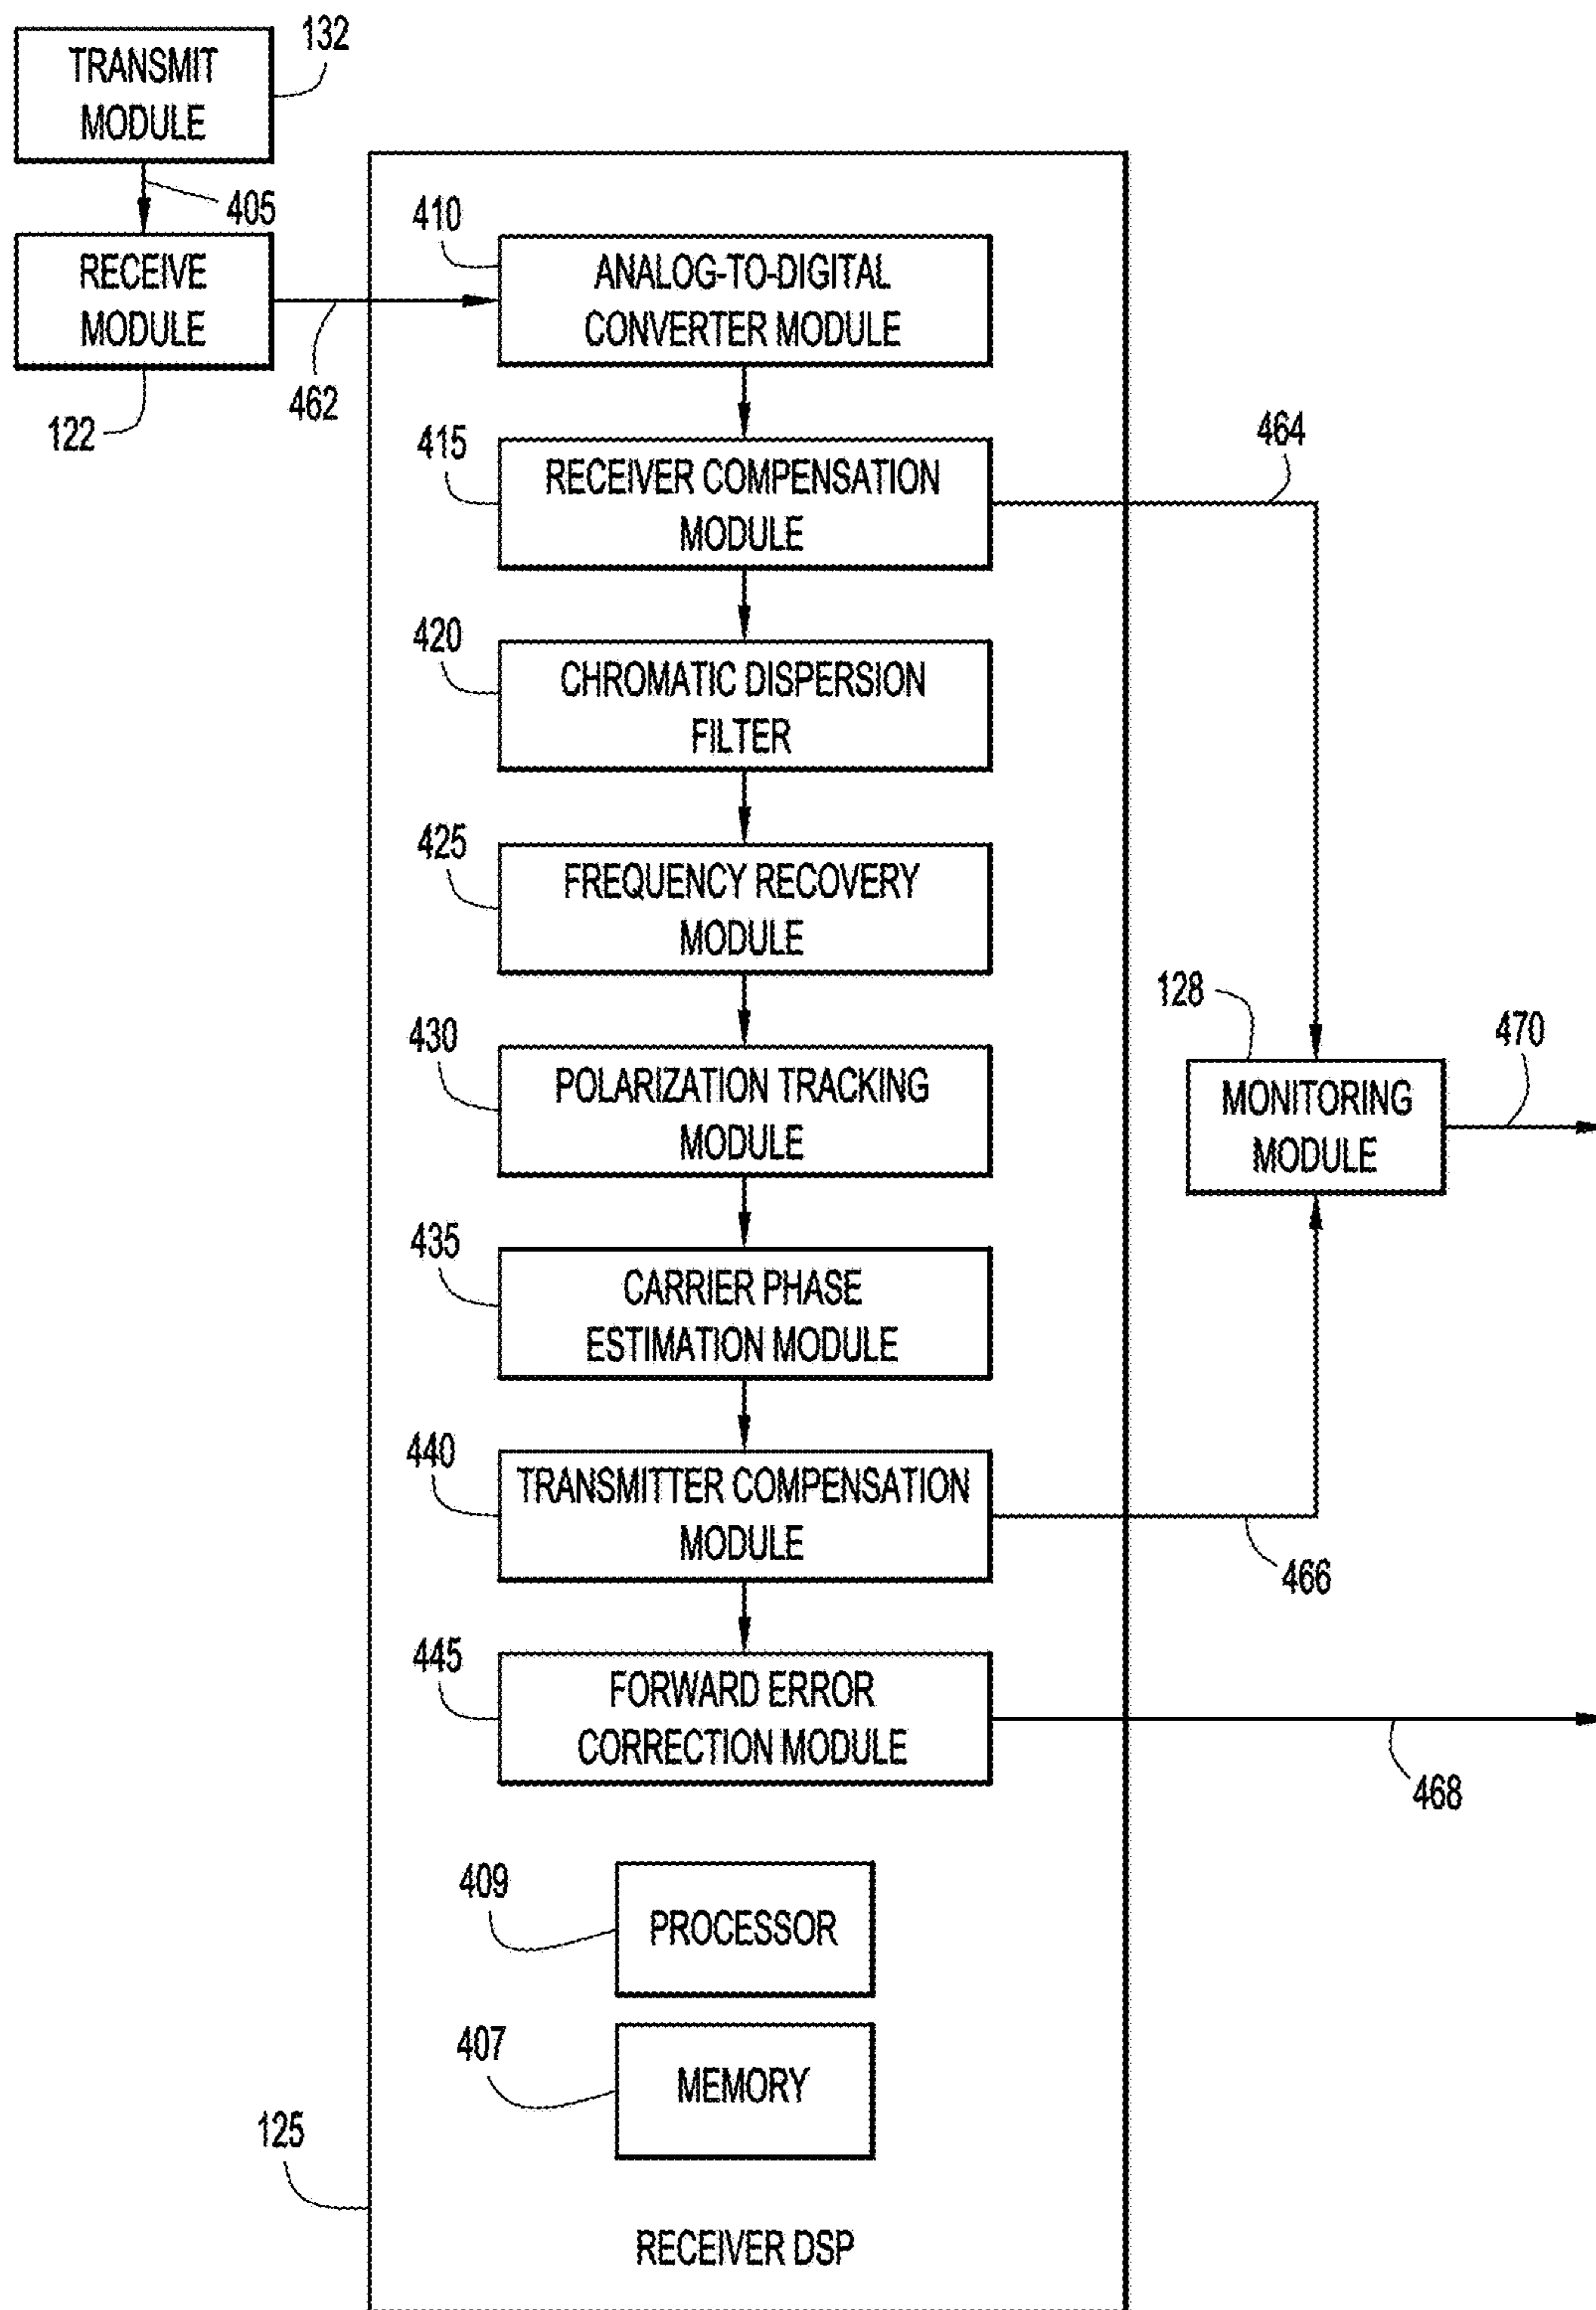 132
TRANSMIT
MODULE
405
RECEIVE
MODULE
122
462
410
ANALOG-TO-DIGITAL
CONVERTER MODULE
415
RECEIVER COMPENSATION
MODULE
464
420
CHROMATIC DISPERSION
FILTER
425
FREQUENCY RECOVERY
MODULE
430
POLARIZATION TRACKING
MODULE
128
MONITORING
MODULE
470
435
CARRIER PHASE
ESTIMATION MODULE
440
TRANSMITTER COMPENSATION
MODULE
466
445
FORWARD ERROR
CORRECTION MODULE
468
409
PROCESSOR
407
MEMORY
125
RECEIVER DSP